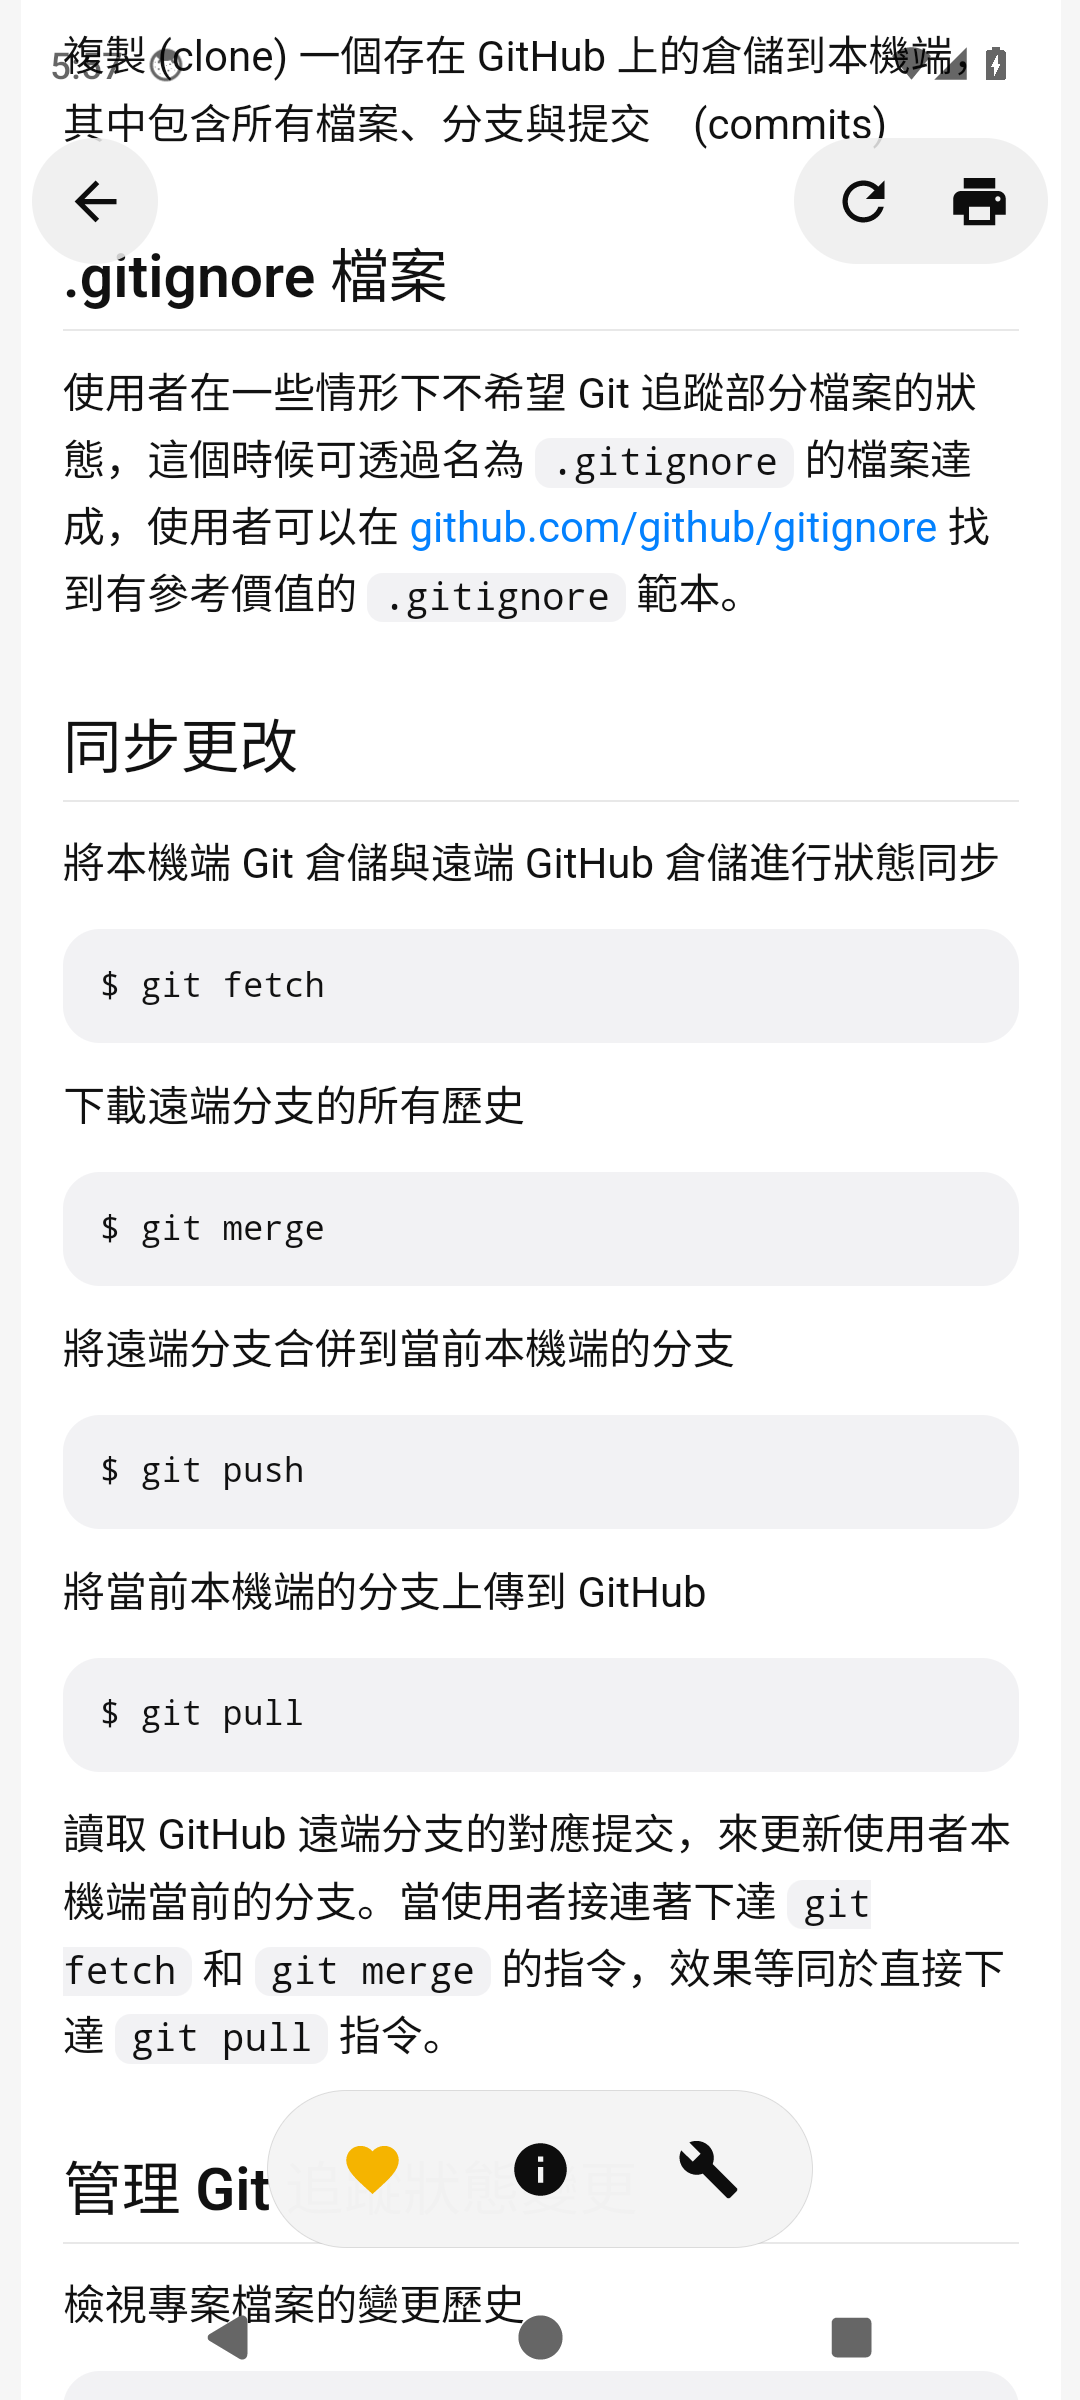 複製 (clone) 一個存在 GitHub 上的倉儲到本機端，
其中包含所有檔案、分支與提交　(commits)
.gitignore 檔案
使用者在一些情形下不希望 Git 追蹤部分檔案的狀
態，這個時候可透過名為 .gitignore 的檔案達
成，使用者可以在 github.com/github/gitignore 找
到有參考價值的 .gitignore 範本。
同步更改
將本機端 Git 倉儲與遠端 GitHub 倉儲進行狀態同步
$ git fetch
下載遠端分支的所有歷史
$ git merge
將遠端分支合併到當前本機端的分支
$ git push
將當前本機端的分支上傳到 GitHub
$ git pull
讀取 GitHub 遠端分支的對應提交，來更新使用者本
機端當前的分支。當使用者接連著下達 git
fetch 和 git merge 的指令，效果等同於直接下
達 git pull 指令。
管理 Git 追蹤狀態變更
檢視專案檔案的變更歷史